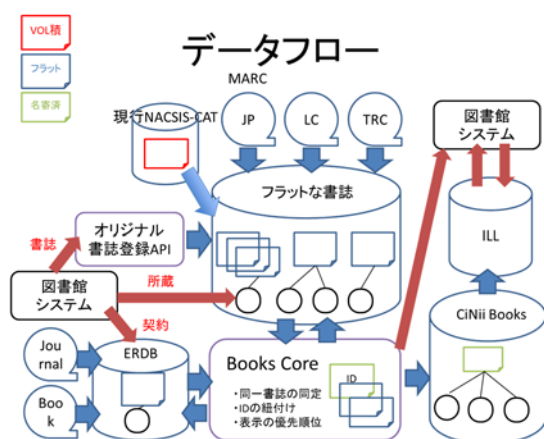 データフロー
VOL積
フラット
名寄済
MARC
現行NACSIS-CAT
JP
LC
TRC
フラットな書誌
図書館
システム
ILL
オリジナル
書誌登録API
書誌
所蔵
図書館
システム
契約
CiNii Books
Jour
nal
Boo
k
ERDB
Books Core
ID
・同一書誌の同定
・IDの紐付け
・表示の優先順位